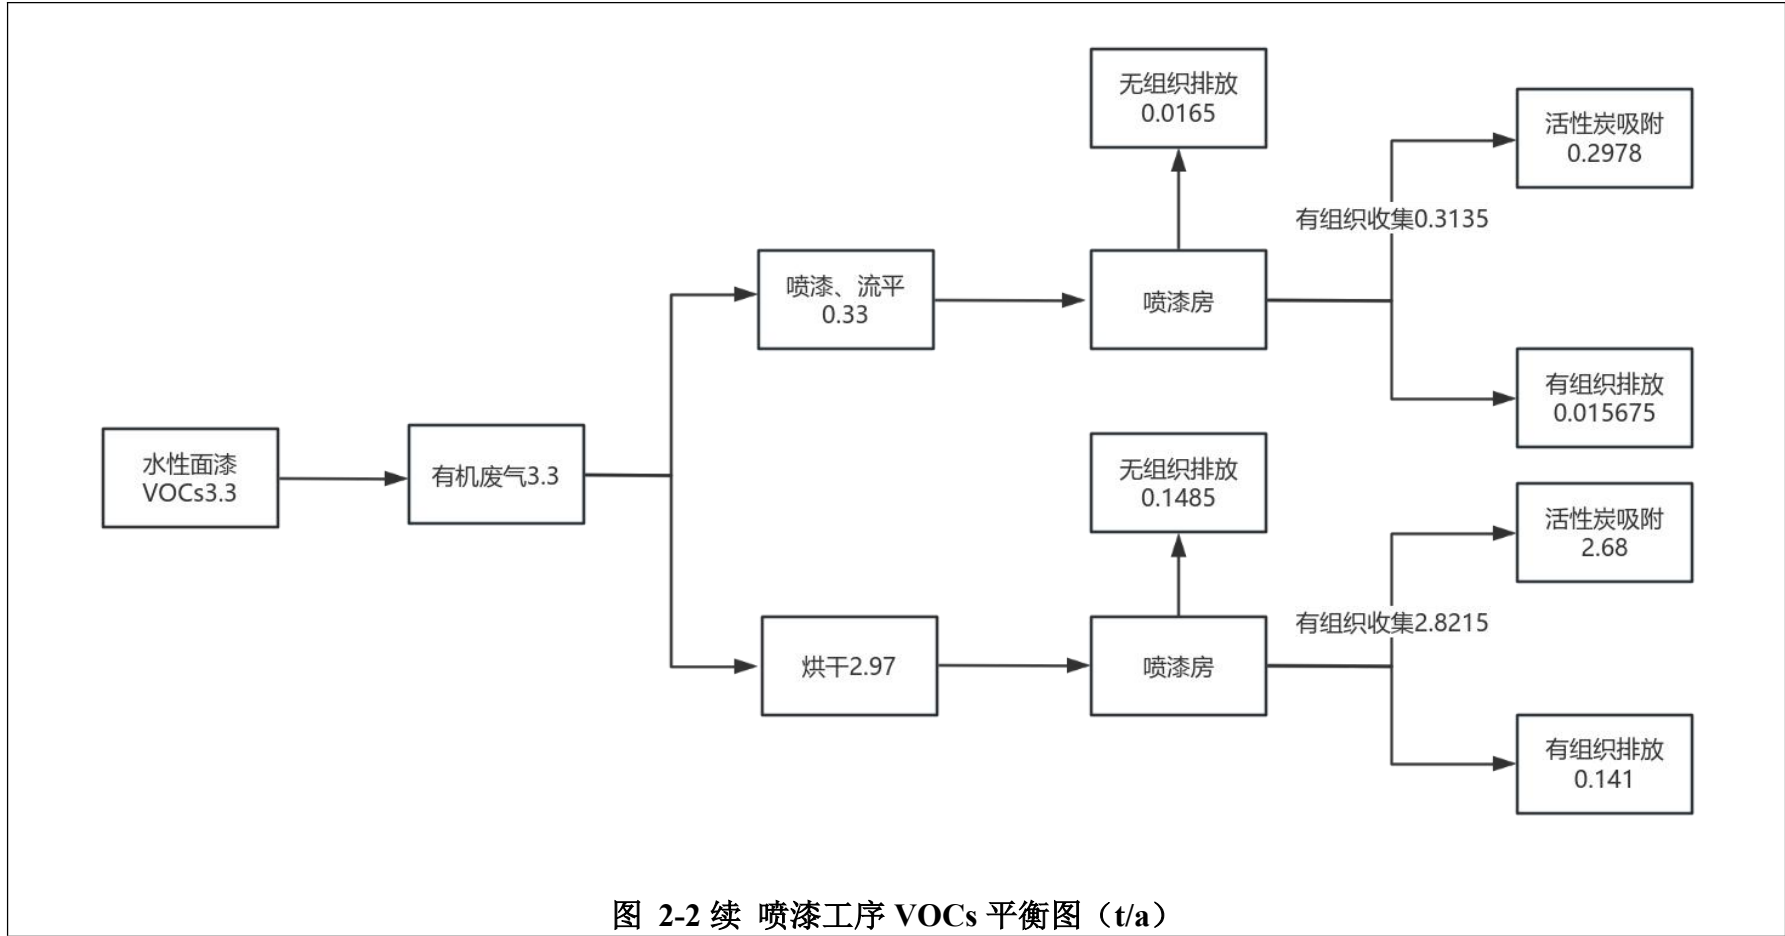 无组织排放
0.0165
活性炭吸附
0.2978
有组织收集0.3135
喷漆、流平
0.33
喷漆房
有组织排放
0.015675
水性面漆
VOCs3.3
有机废气3.3
无组织排放
0.1485
活性炭吸附
2.68
有组织收集2.8215
烘干2.97
喷漆房
有组织排放
0.141
图 2-2 续 喷漆工序 VOCs 平衡图（t/a）